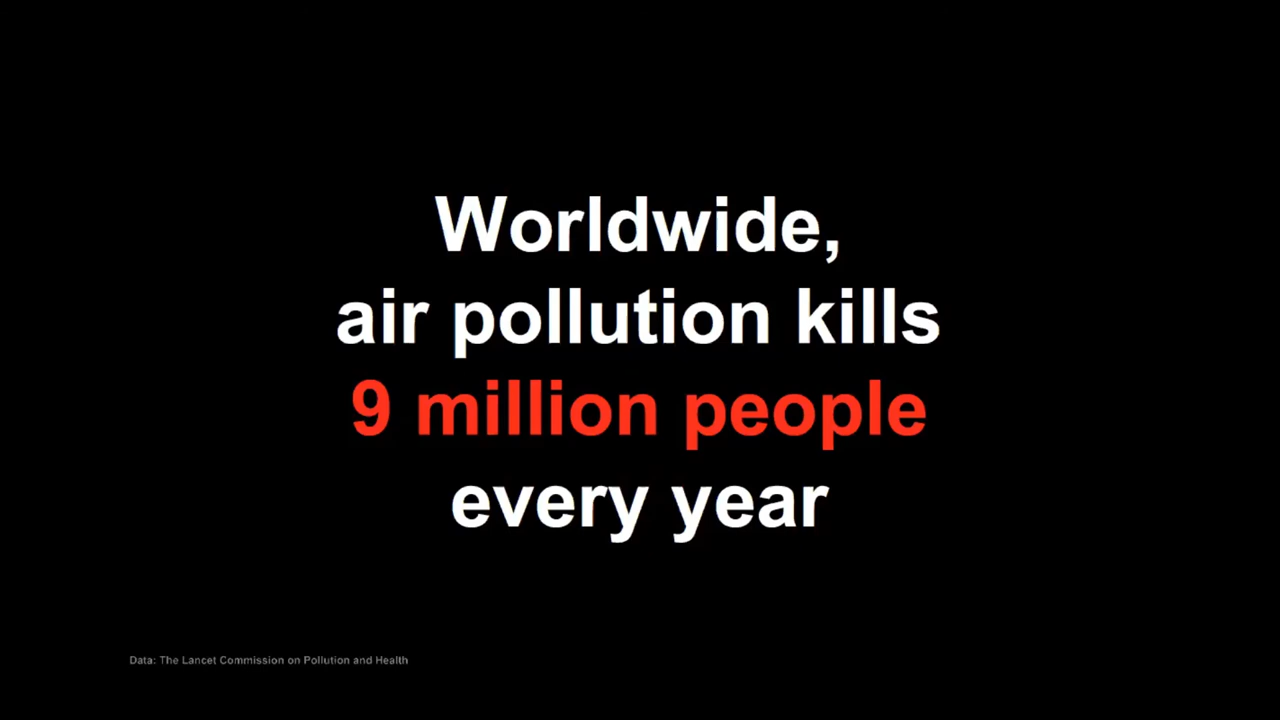 Worldwide,
air pollution kills
9 million people
every year
Data: The Lancet Commission on Pollution and Health